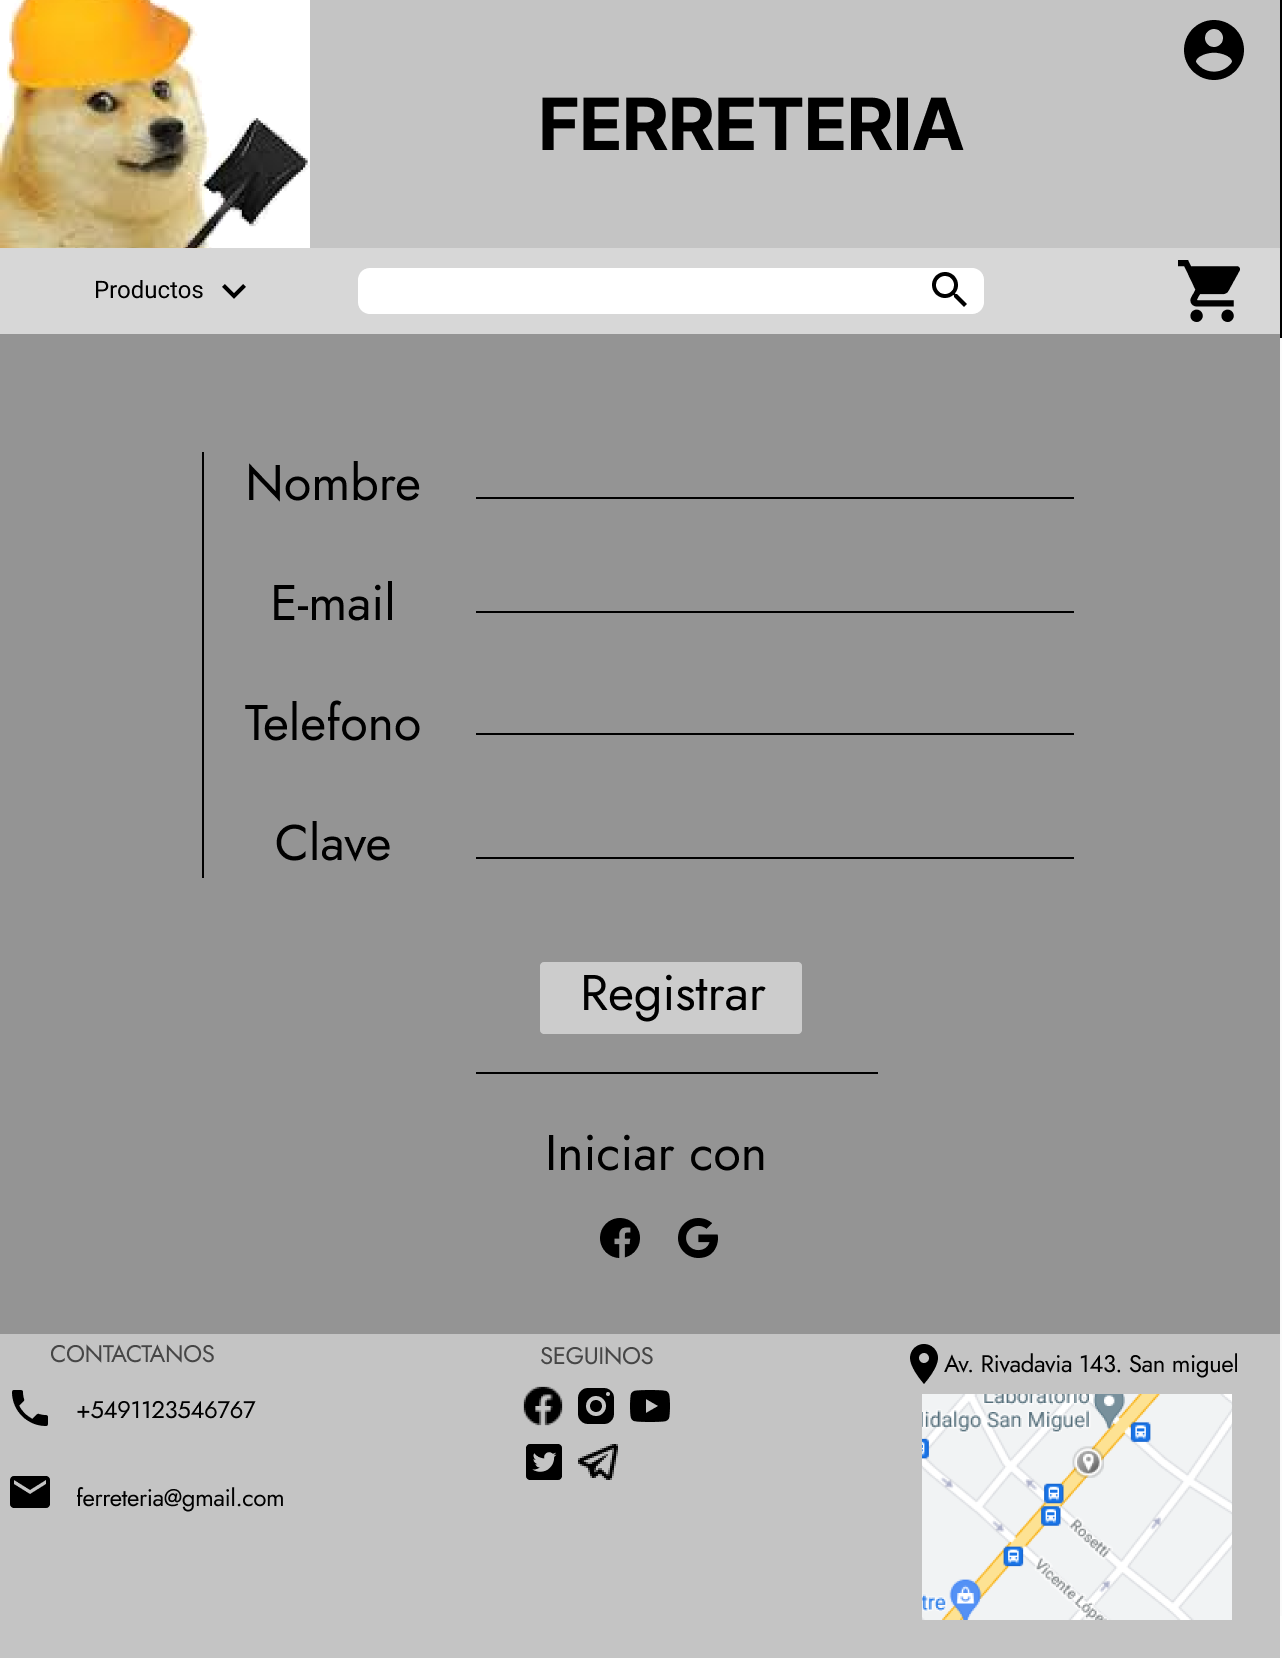 FERRETERIA
Productos
Nombre
E-mail
Telefono
Clave
Registrar
Iniciar con
CONTACTANOS
+5491123546767
ferreteria@gmail.com
SEGUINOS
Av. Rivadavia 143. San miguel
Laboratorio
Hidalgo San Miguel
Rosetti
Vicente Lópe
tre